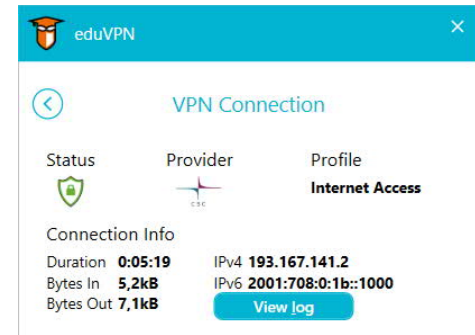 eduVPN
VPN Connection
Status Provider Profile
csc
Internet Access
Connection Info
Duration 0:05:19 IPv4 193.167.141.2
Bytes In 5,2kB IPv6 2001:708:0:1b::1000
Bytes Out 7,1kB View log